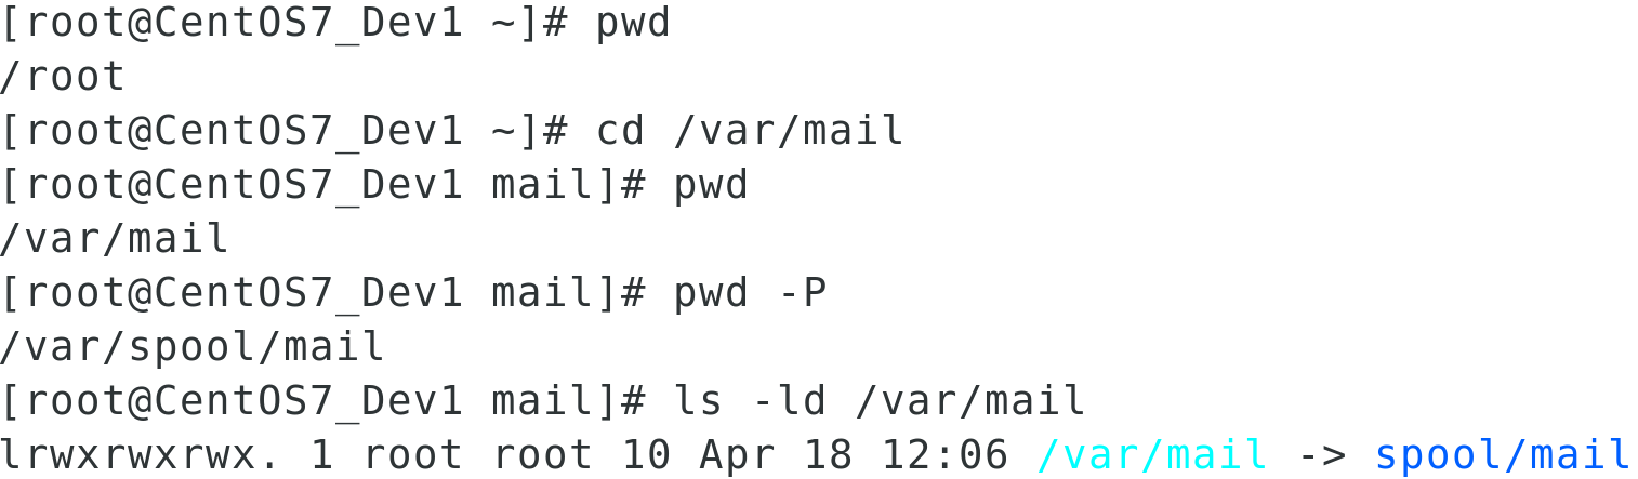 [root@CentOS7_Dev1 ~]# pwd
/root
[root@CentOS7_Dev1 ~]# cd /var/mail
[root@CentOS7_Dev1 mail]# pwd
/var/mail
[root@CentOS7_Dev1 mail]# pwd -P
/var/spool/mail
[root@CentOS7_Dev1 mail]# ls -ld /var/mail
lrwxrwxrwx. 1 root root 10 Apr 18 12:06 /var/mail -> spool/mail